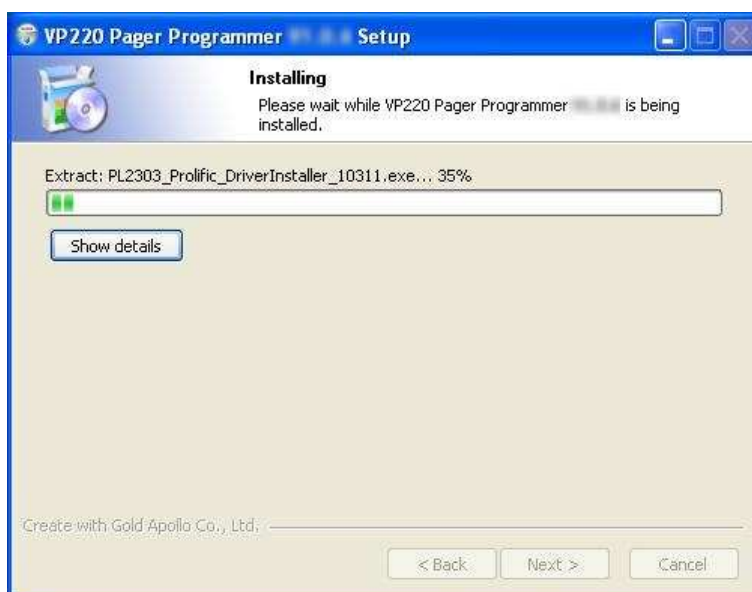 VP220 Pager Programmer Setup
Installing
Please wait while VP220 Pager Programmer is being
installed.
Extract: PL2303_Prolific_DriverInstaller_10311.exe... 35%
Show details
Create with Gold Apollo Co., Ltd.
< Back Next > Cancel